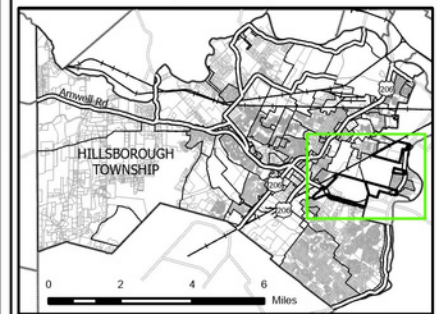 206
Amwell Rd
HILLSBOROUGH
TOWNSHIP
206
206
0 2 4 6
Miles